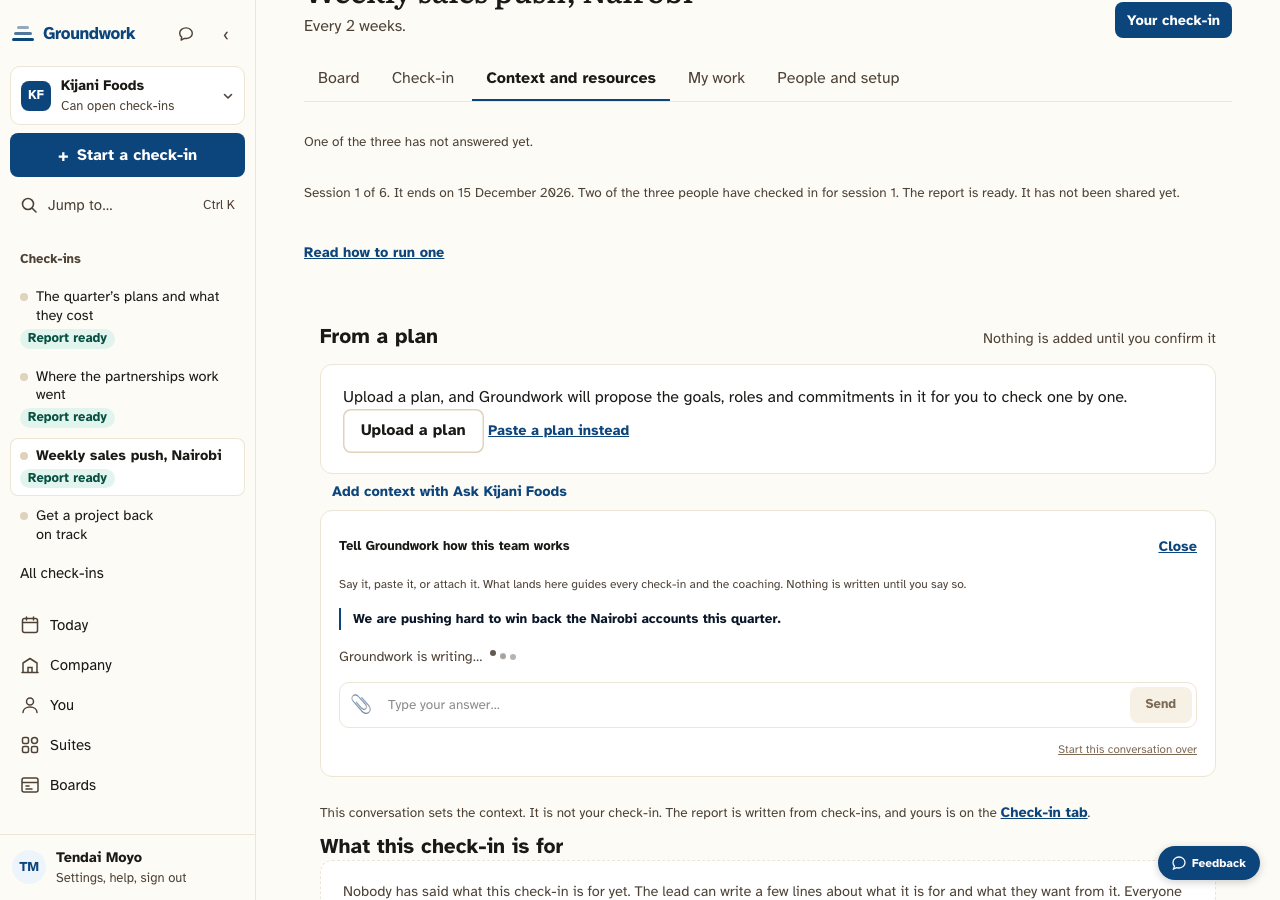 Groundwork
KF
Kijani Foods
Can open check-ins
+ Start a check-in
Jump to...
Ctrl K
Check-ins
The quarter's plans and what
they cost
Report ready
Where the partnerships work
went
Report ready
Weekly sales push, Nairobi
Report ready
Get a project back
on track
All check-ins
Today
Company
You
Suites
Boards
TM
Tendai Moyo
Settings, help, sign out
Weekly sales push, Nairobi
Every 2 weeks.
Your check-in
Board
Check-in
Context and resources
My work
People and setup
One of the three has not answered yet.
Session 1 of 6. It ends on 15 December 2026. Two of the three people have checked in for session 1. The report is ready. It has not been shared yet.
Read how to run one
From a plan
Nothing is added until you confirm it
Upload a plan, and Groundwork will propose the goals, roles and commitments in it for you to check one by one.
Upload a plan
Paste a plan instead
Add context with Ask Kijani Foods
Tell Groundwork how this team works
Close
Say it, paste it, or attach it. What lands here guides every check-in and the coaching. Nothing is written until you say so.
We are pushing hard to win back the Nairobi accounts this quarter.
Groundwork is writing...
Type your answer...
Send
Start this conversation over
This conversation sets the context. It is not your check-in. The report is written from check-ins, and yours is on the Check-in tab.
What this check-in is for
Nobody has said what this check-in is for yet. The lead can write a few lines about what it is for and what they want from it. Everyone
Feedback